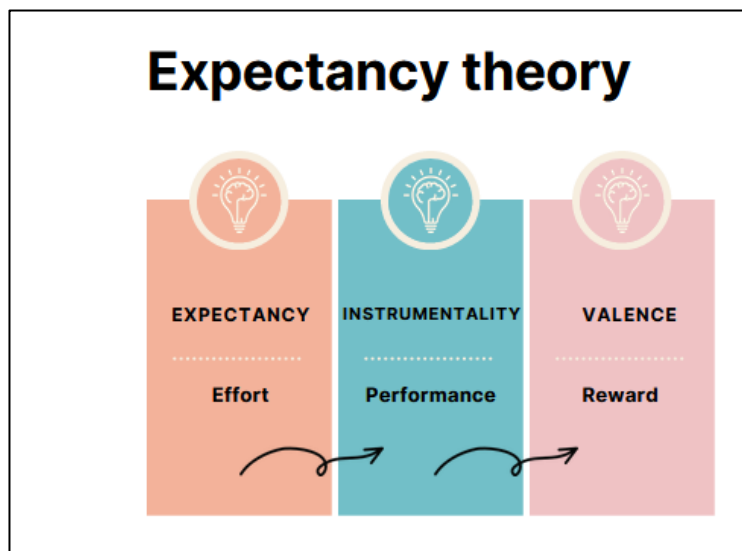 Expectancy theory
EXPECTANCY
INSTRUMENTALITY
VALENCE
Effort
Performance
Reward